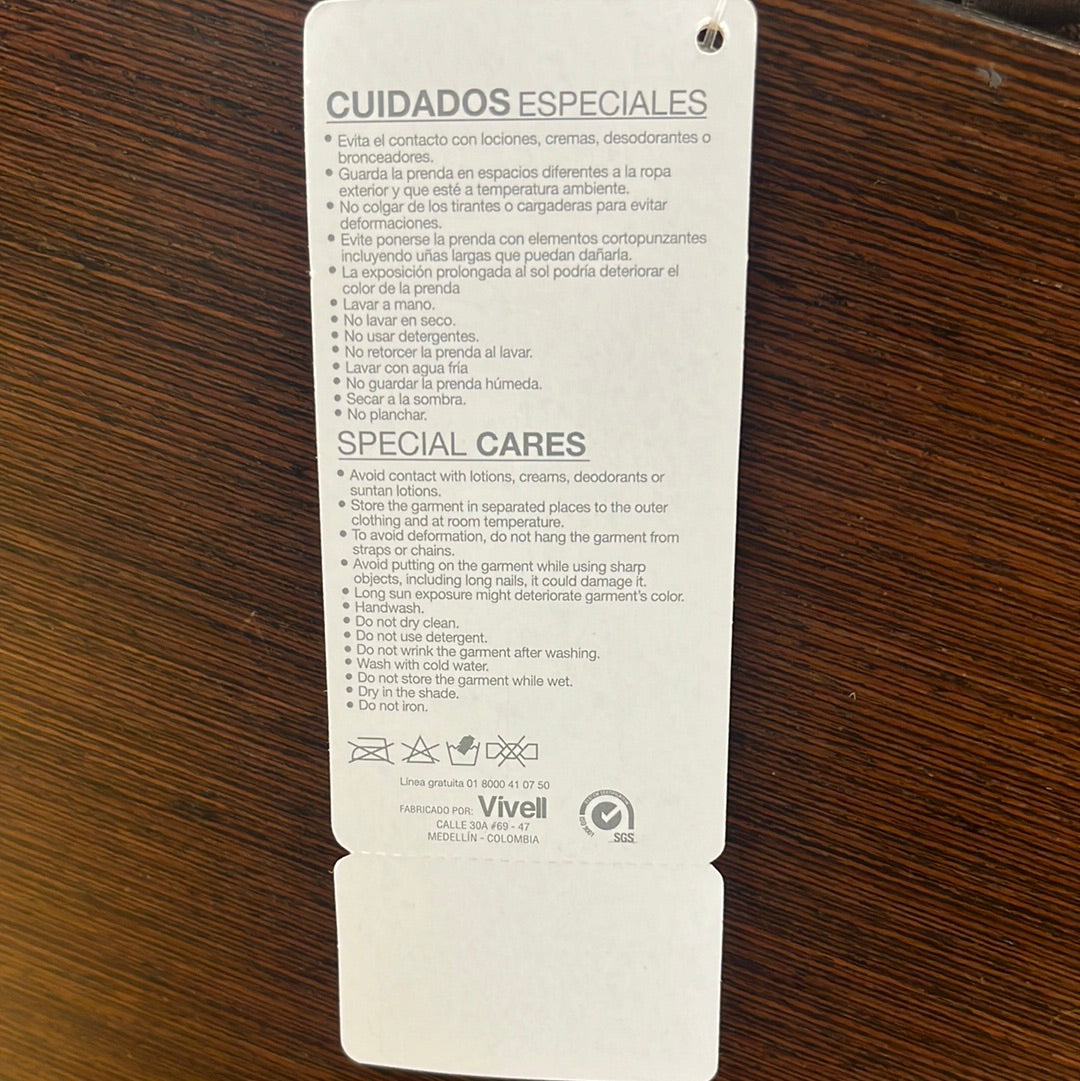 CUIDADOS ESPECIALES
• Evita el contacto con lociones, cremas, desodorantes o
bronceadores.
• Guarda la prenda en espacios diferentes a la ropa
exterior y que esté a temperatura ambiente.
• No colgar de los tirantes o cargaderas para evitar
deformaciones.
• Evite ponerse la prenda con elementos cortopunzantes
incluyendo uñas largas que puedan dañarla.
• La exposición prolongada al sol podría deteriorar el
color de la prenda
• Lavar a mano.
• No lavar en seco.
• No usar detergentes.
• No retorcer la prenda al lavar.
• Lavar con agua fría
• No guardar la prenda húmeda.
• Secar a la sombra.
• No planchar.
SPECIAL CARES
• Avoid contact with lotions, creams, deodorants or
suntan lotions.
• Store the garment in separated places to the outer
clothing and at room temperature.
• To avoid deformation, do not hang the garment from
straps or chains.
• Avoid putting on the garment while using sharp
objects, including long nails, it could damage it.
• Long sun exposure might deteriorate garment's color.
• Handwash.
• Do not dry clean.
• Do not use detergent.
• Do not wrink the garment after washing.
• Wash with cold water.
• Do not store the garment while wet.
• Dry in the shade.
• Do not iron.
Línea gratuita 01 8000 41 07 50
FABRICADO POR: Vivell
CALLE 30A #69 - 47
MEDELLÍN - COLOMBIA
ISO 9001
SGS